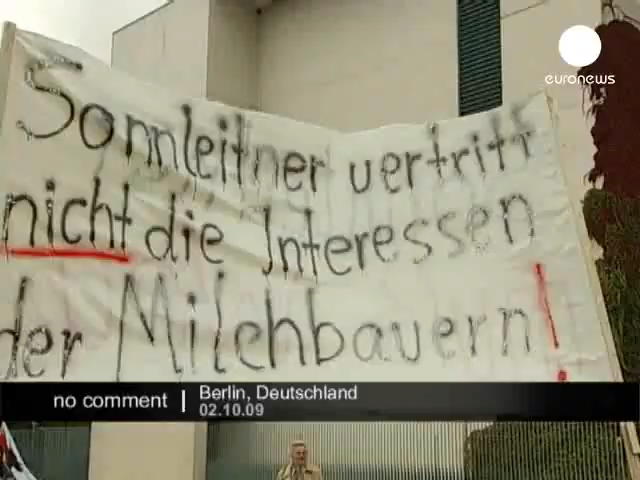 euronews
Sonnleitner vertritt
nicht die Interessen
der Milchbauern!
no comment | Berlin, Deutschland
02.10.09